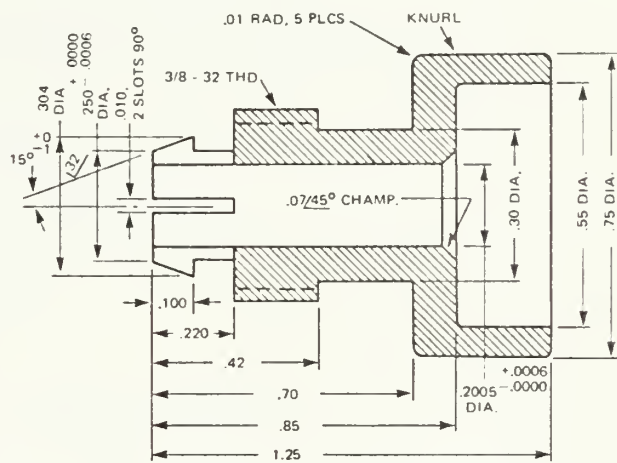 .01 RAD, 5 PLCS
KNURL
3/8 - 32 THD
304
DIA
250 +.0000
-.0006
DIA,
.010,
2 SLOTS 90°
15° +0
-1
.32
.07/45° CHAMP.
.30 DIA,
.55 DIA,
.75 DIA.
.100
.220
.42
.70
.85
1.25
.2005 +.0006
-.0000
DIA.